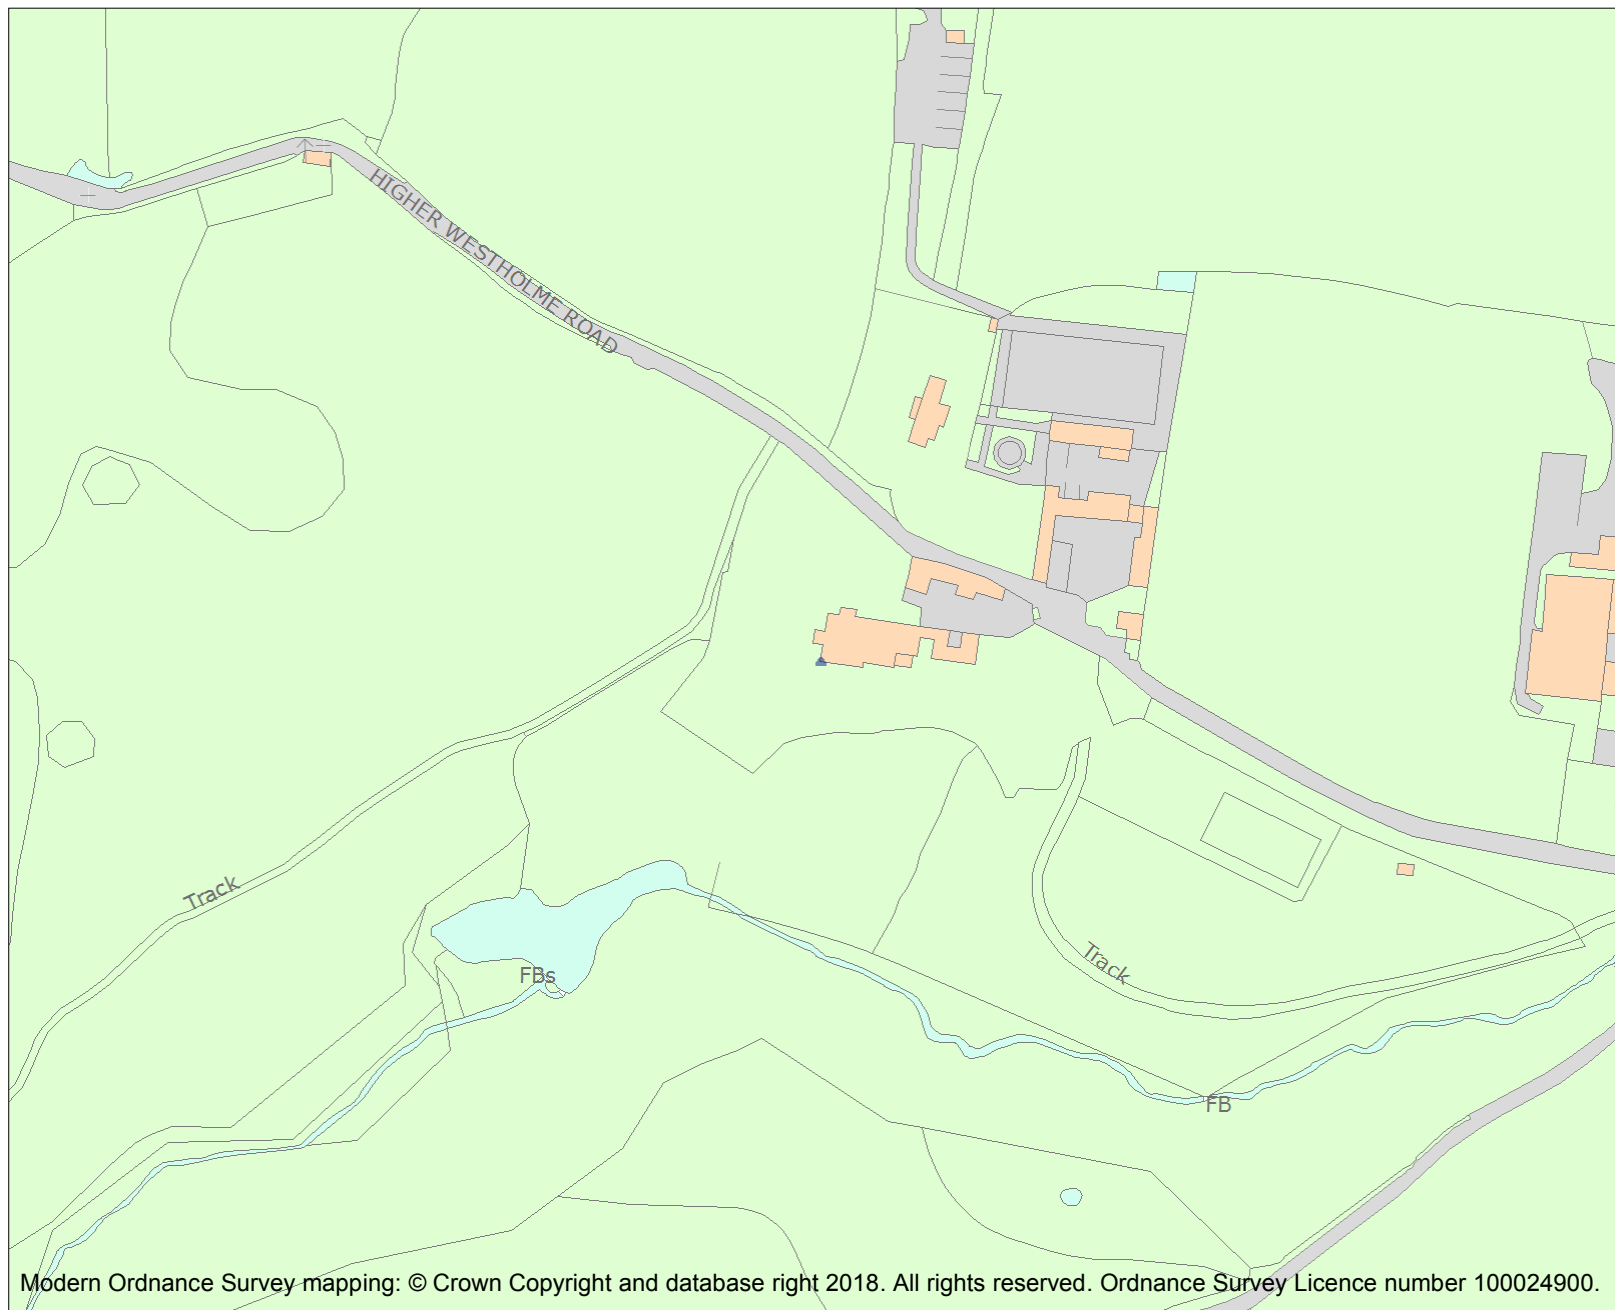 HIGHER WESTHOLME ROAD
Track
Track
FBs
FB
Modern Ordnance Survey mapping: © Crown Copyright and database right 2018. All rights reserved. Ordnance Survey Licence number 100024900.